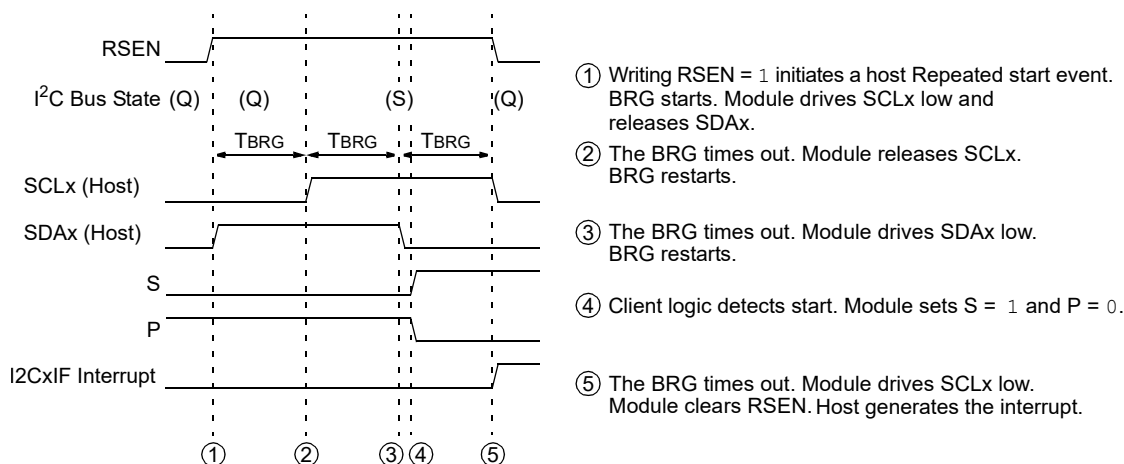 RSEN
I²C Bus State (Q) (Q) (S) (Q)
TBRG TBRG TBRG
SCLx (Host)
SDAx (Host)
S
P
I2CxIF Interrupt
1 2 3 4 5
1 Writing RSEN = 1 initiates a host Repeated start event.
BRG starts. Module drives SCLx low and
releases SDAx.
2 The BRG times out. Module releases SCLx.
BRG restarts.
3 The BRG times out. Module drives SDAx low.
BRG restarts.
4 Client logic detects start. Module sets S = 1 and P = 0.
5 The BRG times out. Module drives SCLx low.
Module clears RSEN. Host generates the interrupt.